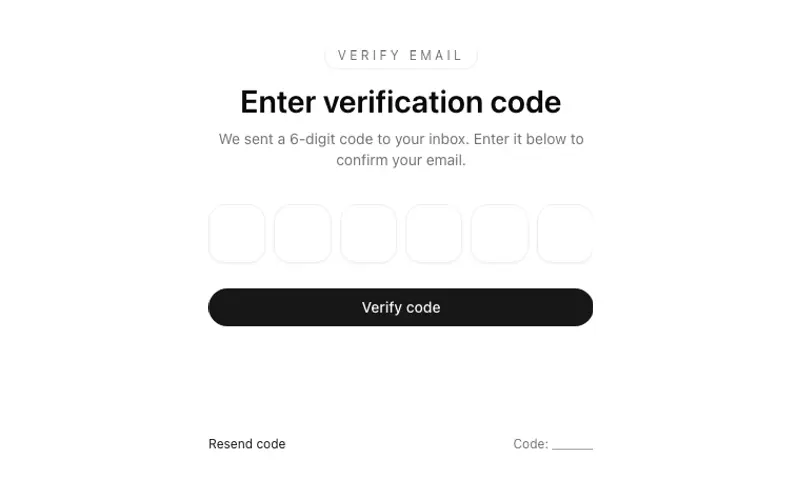 VERIFY EMAIL
Enter verification code
We sent a 6-digit code to your inbox. Enter it below to
confirm your email.
Verify code
Resend code
Code: ______